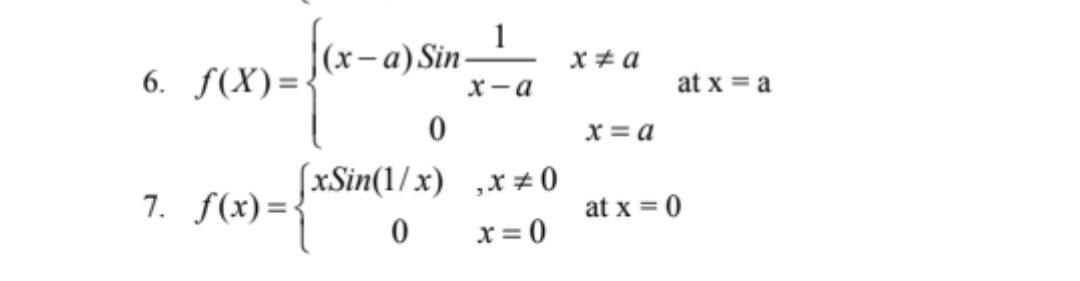 6. f(X) = { (x − a) Sin 1/(x − a)   x ≠ a
0   x = a   at x = a
7. f(x) = { xSin(1/x)   , x ≠ 0
0   x = 0   at x = 0